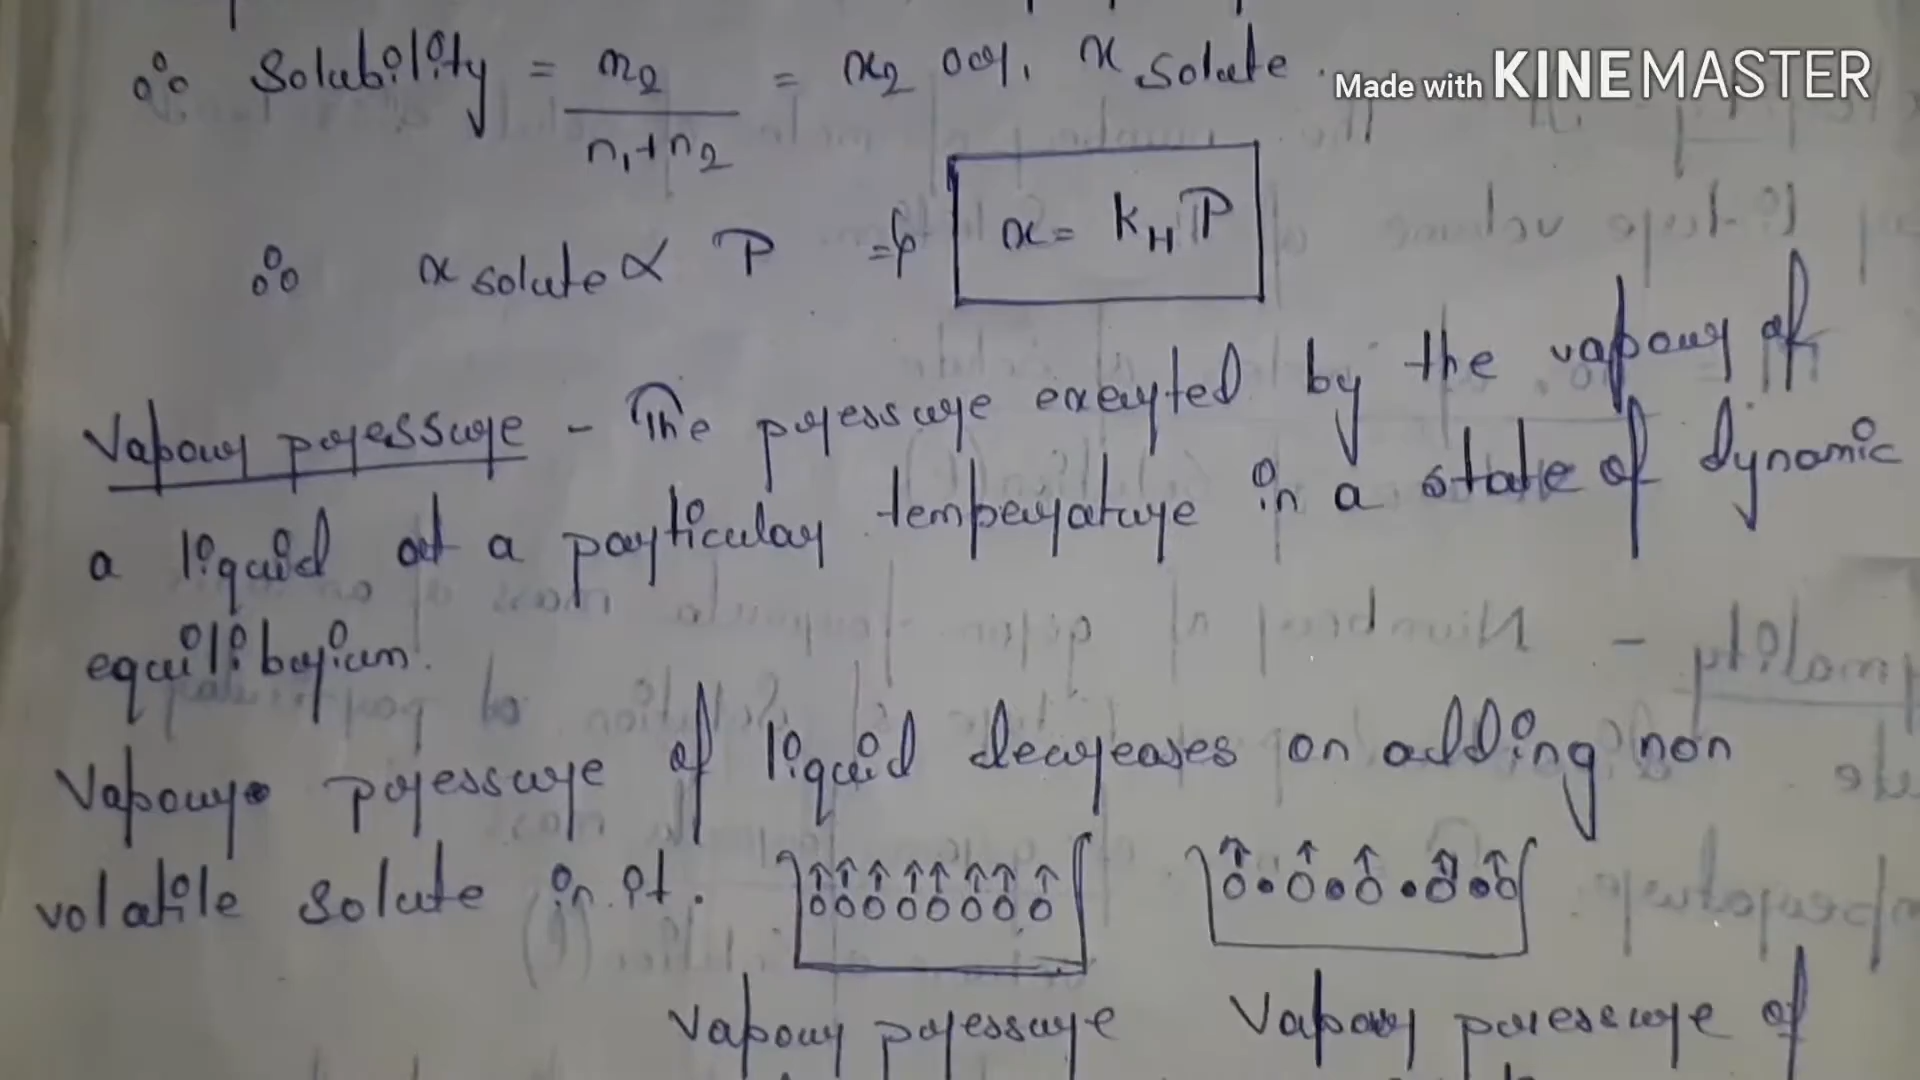 ∴ Solubility = n₂ / n₁+n₂ = x₂ or, x solute.
Made with KINEMASTER
∴ x solute ∝ P => x = kH P
Vapour pressure - The pressure exerted by the vapour of
a liquid at a particular temperature in a state of dynamic
equilibrium.
Vapour pressure of liquid decreases on adding non
volatile solute in it.
Vapour pressure Vapour pressure of